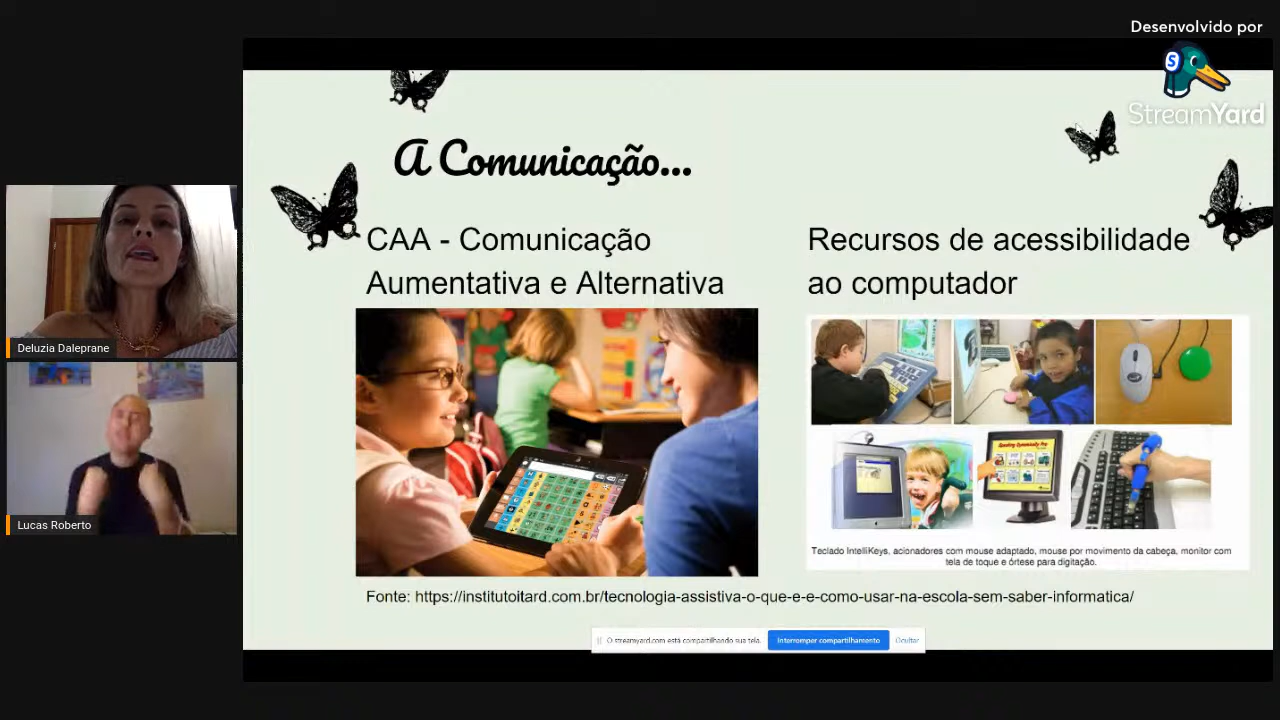 Desenvolvido por
StreamYard
A Comunicação...
CAA - Comunicação
Aumentativa e Alternativa
Recursos de acessibilidade
ao computador
Deluzia Daleprane
Lucas Roberto
Teclado IntelliKeys, acionadores com mouse adaptado, mouse por movimento da cabeça, monitor com
tela de toque e órtese para digitação.
Fonte: https://institutoitard.com.br/tecnologia-assistiva-o-que-e-e-como-usar-na-escola-sem-saber-informatica/
O streamyard.com está compartilhando sua tela.
Interromper compartilhamento
Ocultar